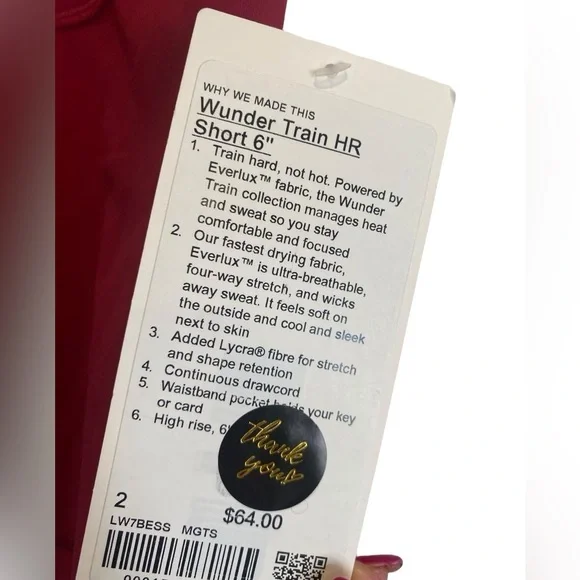 WHY WE MADE THIS
Wunder Train HR
Short 6"
1. Train hard, not hot. Powered by
Everlux™ fabric, the Wunder
Train collection manages heat
and sweat so you stay
comfortable and focused
2. Our fastest drying fabric,
Everlux™ is ultra-breathable,
four-way stretch, and wicks
away sweat. It feels soft on
the outside and cool and sleek
next to skin
3. Added Lycra® fibre for stretch
and shape retention
4. Continuous drawcord
5. Waistband pocket holds your key
or card
6. High rise, 6"
thank
you
2
$64.00
LW7BESS MGTS